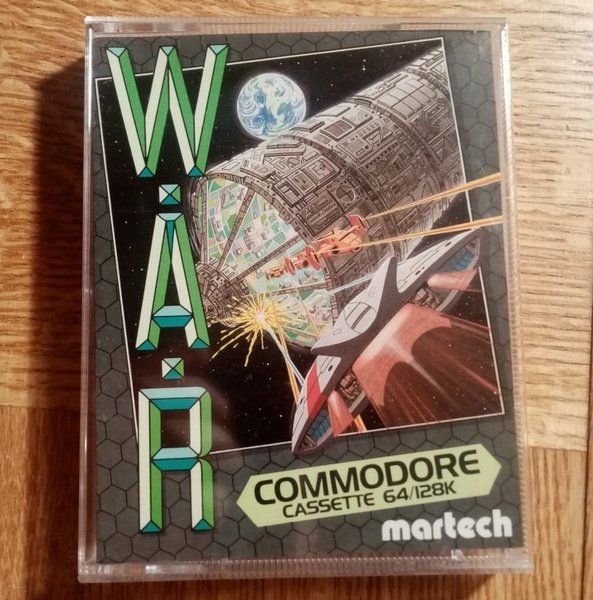 W.A.R
COMMODORE
CASSETTE 64/128K
martech